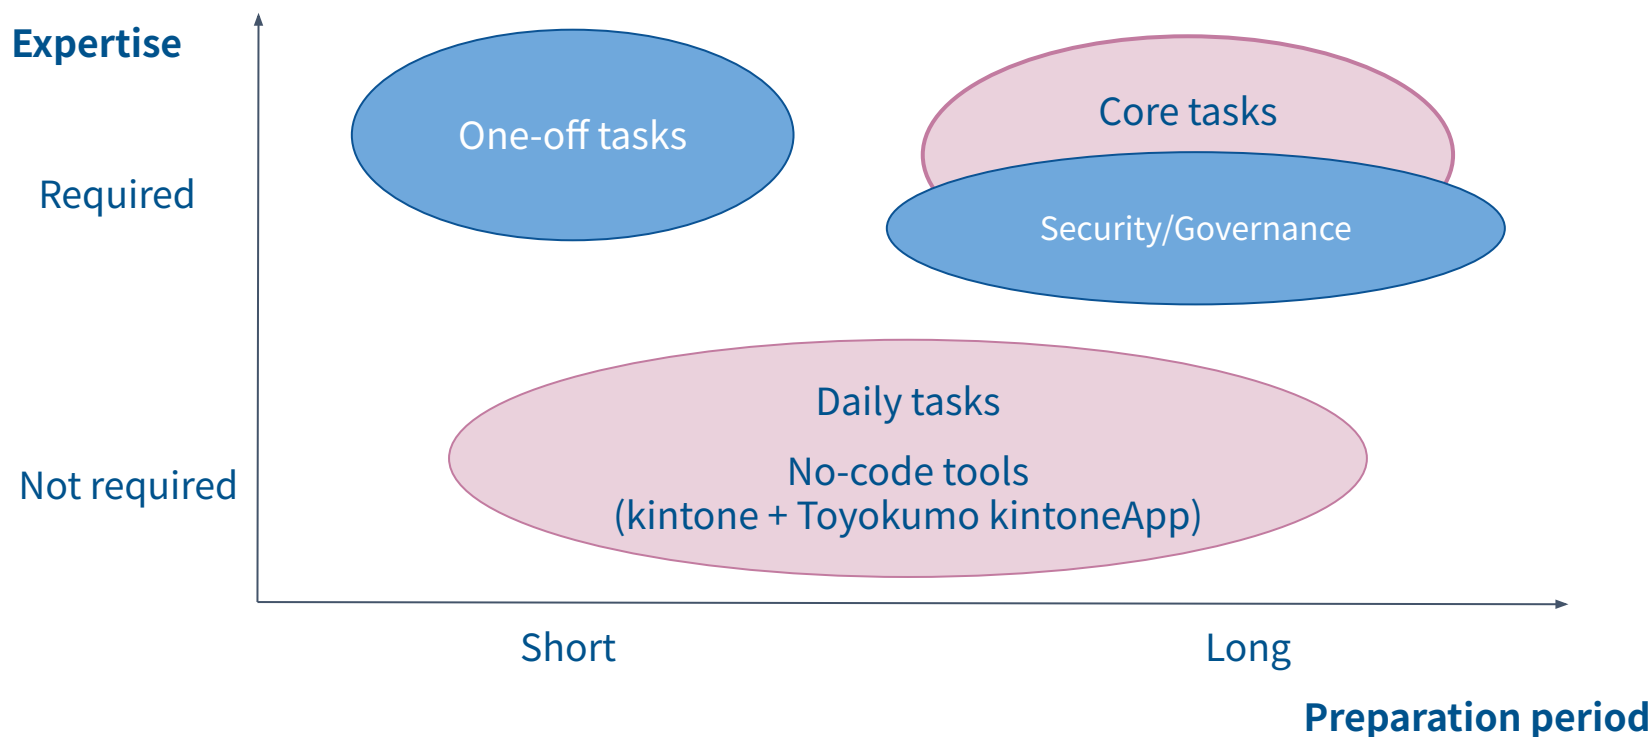 Expertise
One-off tasks
Core tasks
Required
Security/Governance
Daily tasks
No-code tools
(kintone + Toyokumo kintoneApp)
Not required
Short
Long
Preparation period